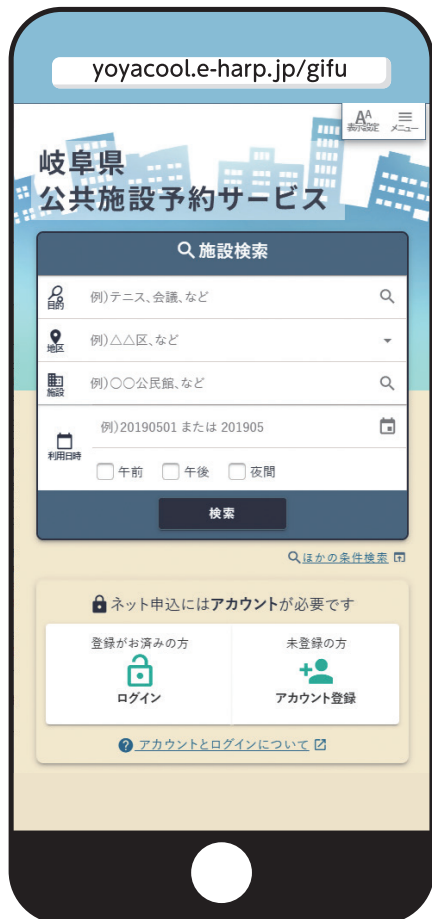 yoyacool.e-harp.jp/gifu
AA
表示設定
メニュー
岐阜県
公共施設予約サービス
施設検索
目的
例)テニス、会議、など
地区
例)△△区、など
施設
例)〇〇公民館、など
利用日時
例)20190501 または 201905
午前 午後 夜間
検索
ほかの条件検索
ネット申込にはアカウントが必要です
登録がお済みの方
ログイン
未登録の方
アカウント登録
アカウントとログインについて